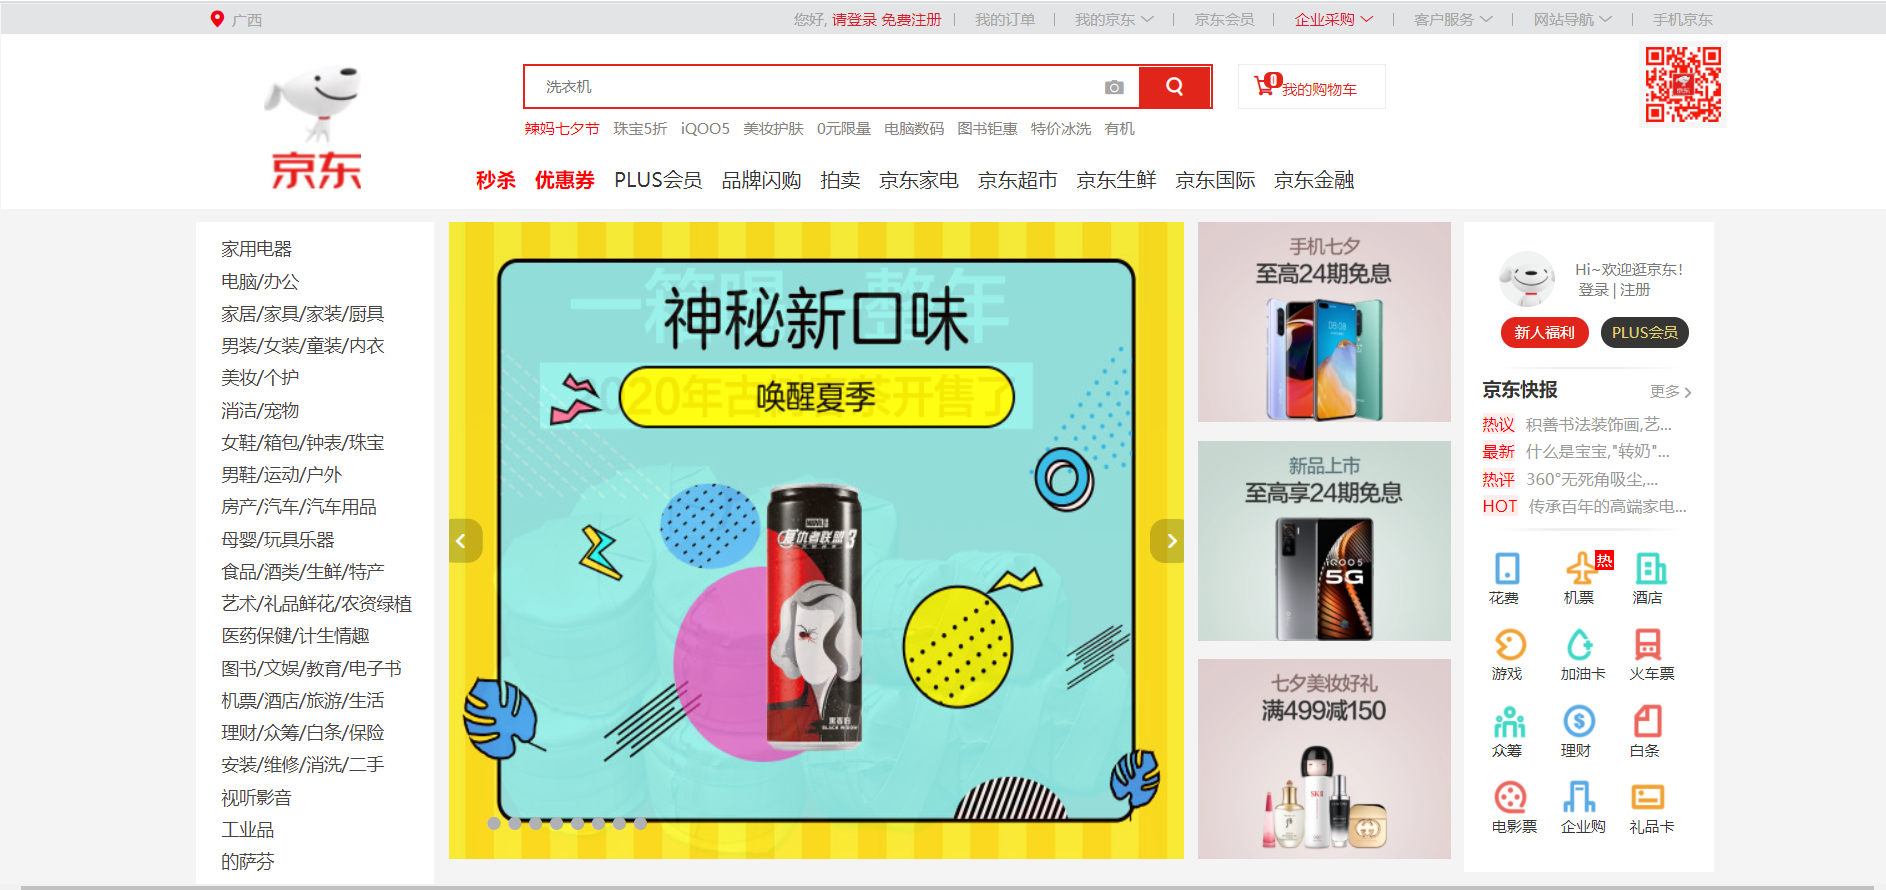 广西
您好, 请登录 免费注册 | 我的订单 | 我的京东 | 京东会员 | 企业采购 | 客户服务 | 网站导航 | 手机京东
京东
洗衣机
0
我的购物车
辣妈七夕节 珠宝5折 iQOO5 美妆护肤 0元限量 电脑数码 图书钜惠 特价冰洗 有机
秒杀 优惠券 PLUS会员 品牌闪购 拍卖 京东家电 京东超市 京东生鲜 京东国际 京东金融
家用电器
电脑/办公
家居/家具/家装/厨具
男装/女装/童装/内衣
美妆/个护
消洁/宠物
女鞋/箱包/钟表/珠宝
男鞋/运动/户外
房产/汽车/汽车用品
母婴/玩具乐器
食品/酒类/生鲜/特产
艺术/礼品鲜花/农资绿植
医药保健/计生情趣
图书/文娱/教育/电子书
机票/酒店/旅游/生活
理财/众筹/白条/保险
安装/维修/消洗/二手
视听影音
工业品
的萨芬
神秘新口味
唤醒夏季
MARVEL
复仇者联盟3
黑寡妇
BLACK WIDOW
手机七夕
至高24期免息
08:08
新品上市
至高享24期免息
iQOO5
5G
七夕美妆好礼
满499减150
SK-II
Hi~欢迎逛京东!
登录 | 注册
新人福利 PLUS会员
京东快报 更多
热议 积善书法装饰画,艺...
最新 什么是宝宝,"转奶"...
热评 360°无死角吸尘,...
HOT 传承百年的高端家电...
热
花费 机票 酒店
游戏 加油卡 火车票
众筹 理财 白条
电影票 企业购 礼品卡